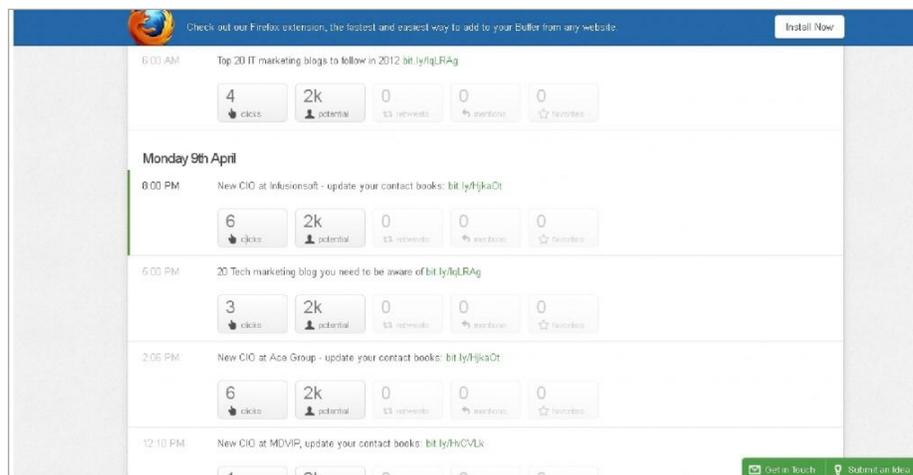 Check out our Firefox extension, the fastest and easiest way to add to your Buffer from any website.
Install Now
6:00 AM
Top 20 IT marketing blogs to follow in 2012 bit.ly/IqLRAg
4 2k 0 0 0
clicks potential retweets mentions favorites
Monday 9th April
8:00 PM
New CIO at Infusionsoft - update your contact books: bit.ly/HjkaOt
6 2k 0 0 0
clicks potential retweets mentions favorites
6:00 PM
20 Tech marketing blog you need to be aware of bit.ly/IqLRAg
3 2k 0 0 0
clicks potential retweets mentions favorites
2:06 PM
New CIO at Ace Group - update your contact books: bit.ly/HjkaOt
6 2k 0 0 0
clicks potential retweets mentions favorites
12:10 PM
New CIO at MDVIP, update your contact books: bit.ly/HvCVLk
Get in Touch
Submit an Idea